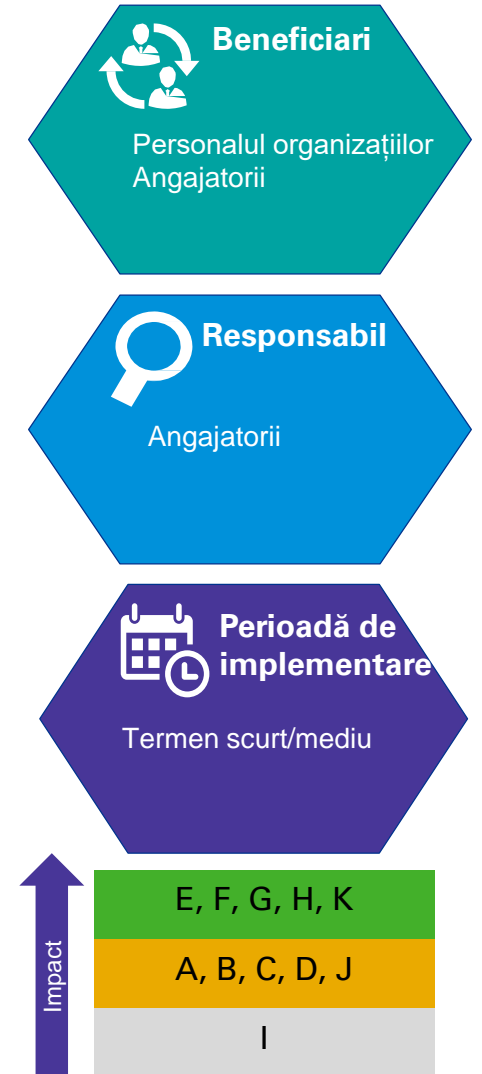 Beneficiari
Personalul organizațiilor
Angajatorii
Responsabil
Angajatorii
Perioadă de
implementare
Termen scurt/mediu
Impact
E, F, G, H, K
A, B, C, D, J
I